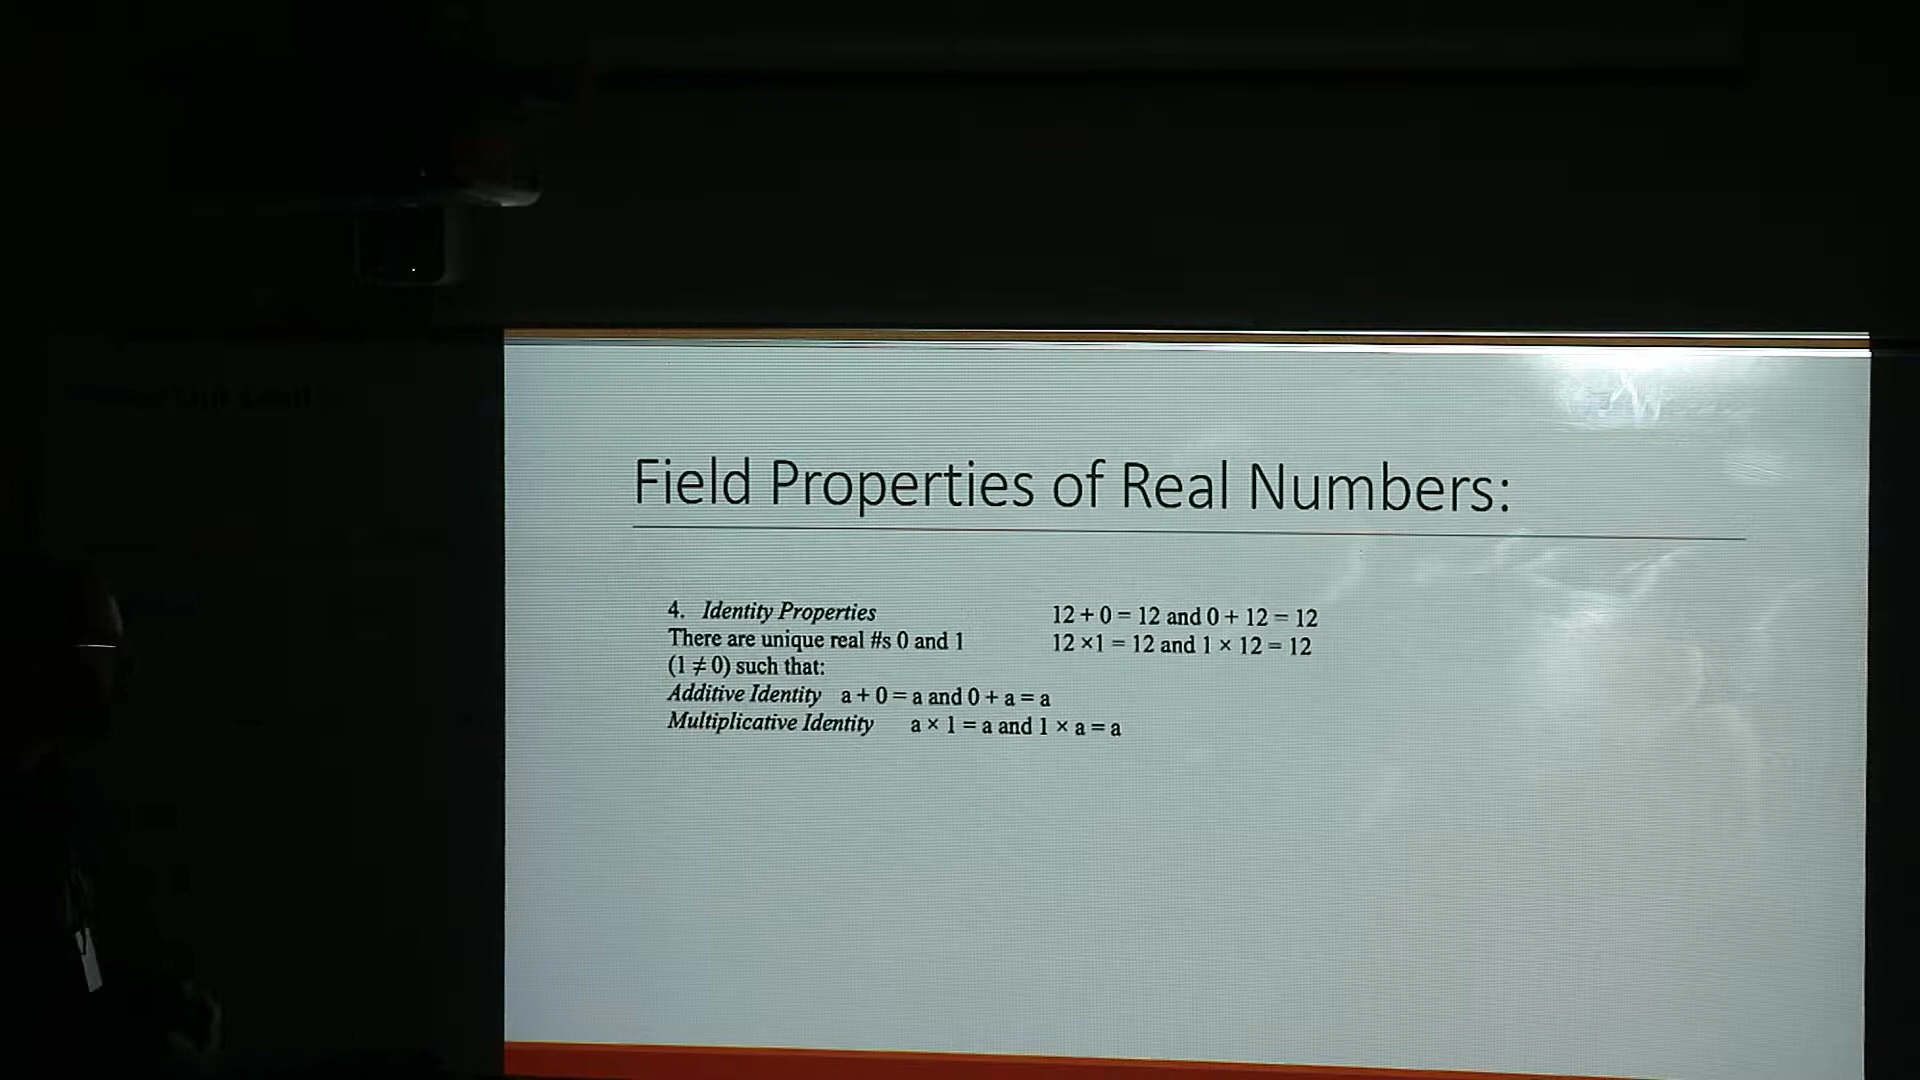 Field Properties of Real Numbers:
4. Identity Properties
There are unique real #s 0 and 1
(1 ≠ 0) such that:
Additive Identity a + 0 = a and 0 + a = a
Multiplicative Identity a × 1 = a and 1 × a = a
12 + 0 = 12 and 0 + 12 = 12
12 ×1 = 12 and 1 × 12 = 12